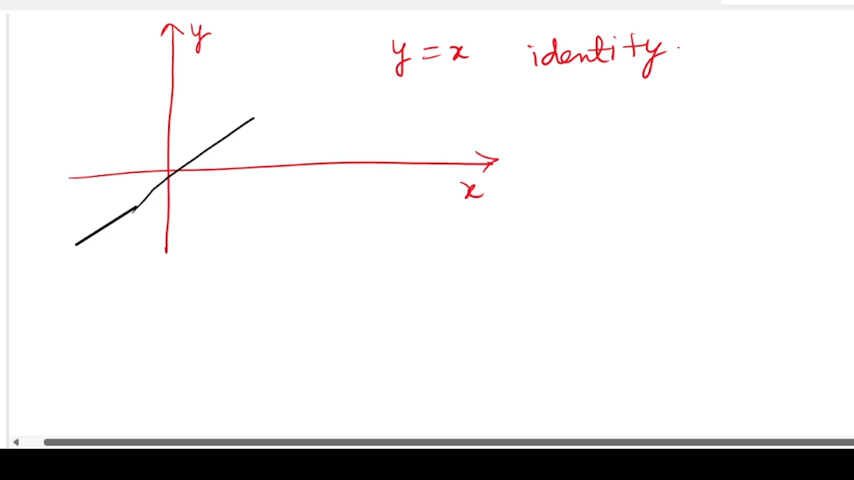 y
y = x identity.
x